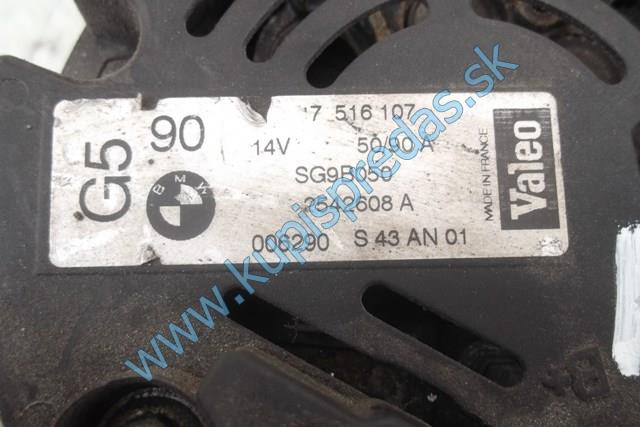 G5
90
7 516 107
14V 50/90 A
BMW
SG9B050
2542608 A
006290 S 43 AN 01
MADE IN FRANCE
Valeo
B+
www.kupispredas.sk